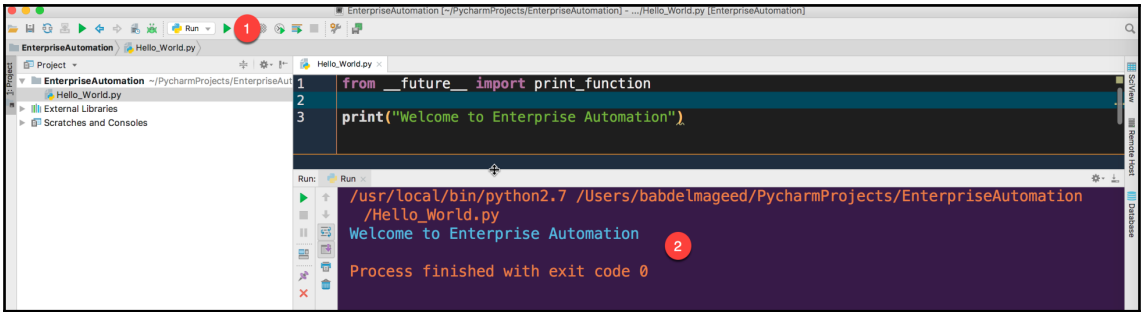 EnterpriseAutomation [~/PycharmProjects/EnterpriseAutomation] - .../Hello_World.py [EnterpriseAutomation]
Run
1
EnterpriseAutomation
Hello_World.py
Project
Hello_World.py
1: Project
EnterpriseAutomation ~/PycharmProjects/EnterpriseAut
Hello_World.py
External Libraries
Scratches and Consoles
1 from __future__ import print_function
2
3 print("Welcome to Enterprise Automation")
SciView
Remote Host
Database
Run:
Run
/usr/local/bin/python2.7 /Users/babdelmageed/PycharmProjects/EnterpriseAutomation
/Hello_World.py
Welcome to Enterprise Automation
2
Process finished with exit code 0